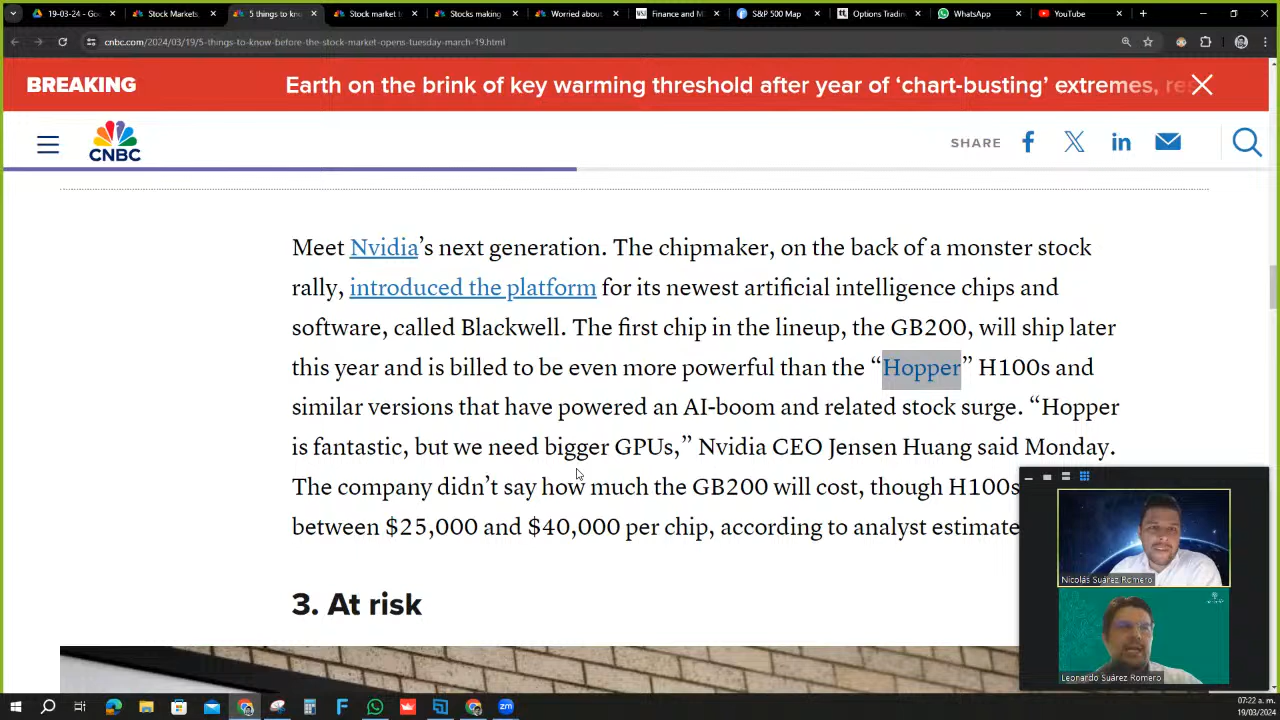 19-03-24 - Go
Stock Markets,
5 things to kno
Stock market t
Stocks making
Worried about
Finance and M
S&P 500 Map
Options Tradin
WhatsApp
YouTube
cnbc.com/2024/03/19/5-things-to-know-before-the-stock-market-opens-tuesday-march-19.html
BREAKING
Earth on the brink of key warming threshold after year of ‘chart-busting’ extremes, re
CNBC
SHARE
Meet Nvidia’s next generation. The chipmaker, on the back of a monster stock
rally, introduced the platform for its newest artificial intelligence chips and
software, called Blackwell. The first chip in the lineup, the GB200, will ship later
this year and is billed to be even more powerful than the “Hopper” H100s and
similar versions that have powered an AI-boom and related stock surge. “Hopper
is fantastic, but we need bigger GPUs,” Nvidia CEO Jensen Huang said Monday.
The company didn’t say how much the GB200 will cost, though H100s
between $25,000 and $40,000 per chip, according to analyst estimate
3. At risk
Nicolás Suárez Romero
Leonardo Suárez Romero
07:22 a. m.
19/03/2024